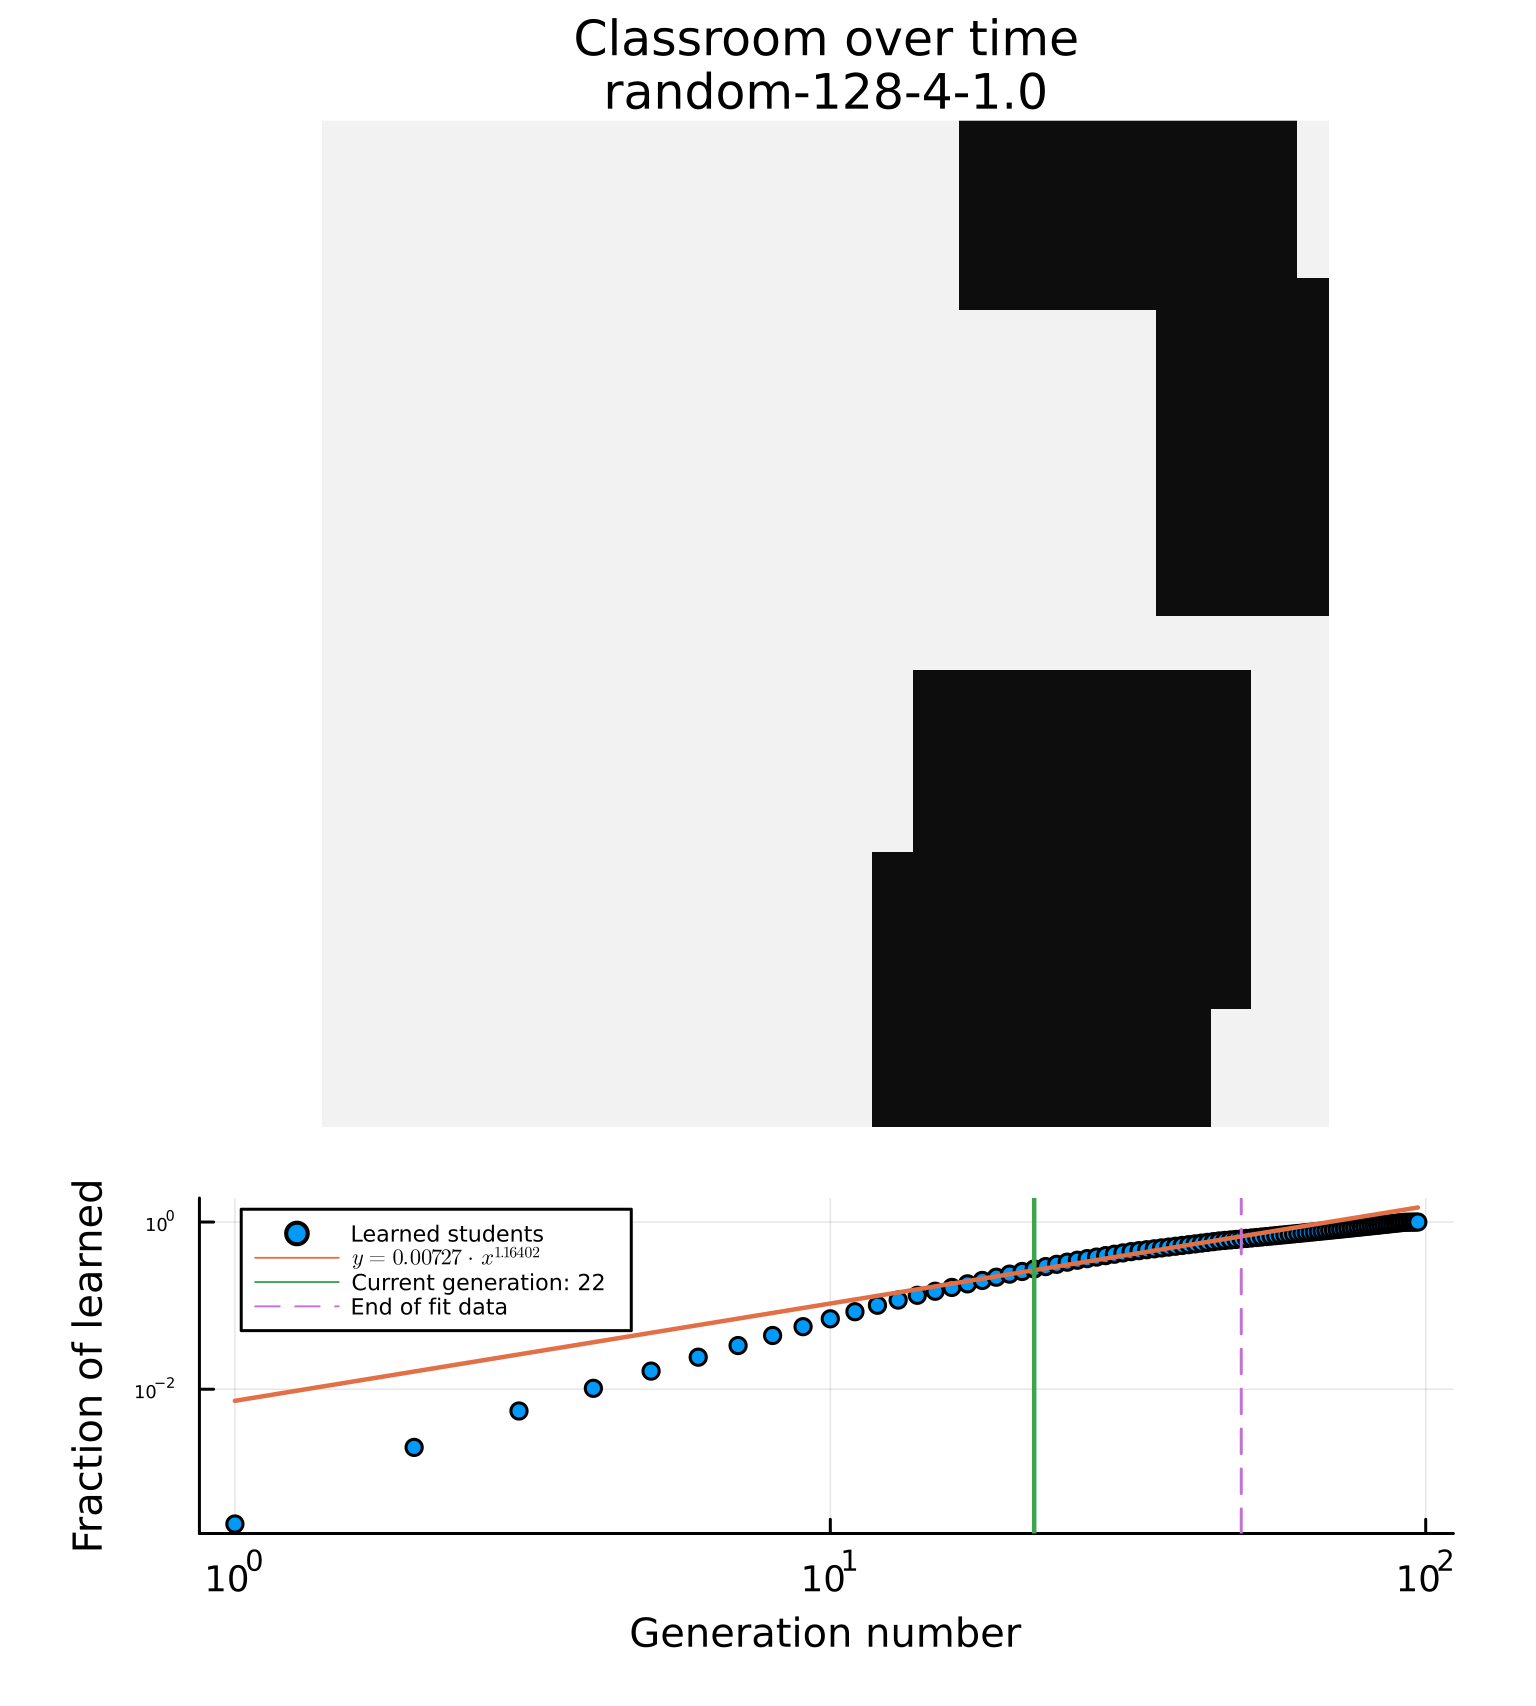 Classroom over time
random-128-4-1.0
Fraction of learned
10^0
10^−2
Learned students
y = 0.00727 · x^1.16402
Current generation: 22
End of fit data
10^0
10^1
10^2
Generation number